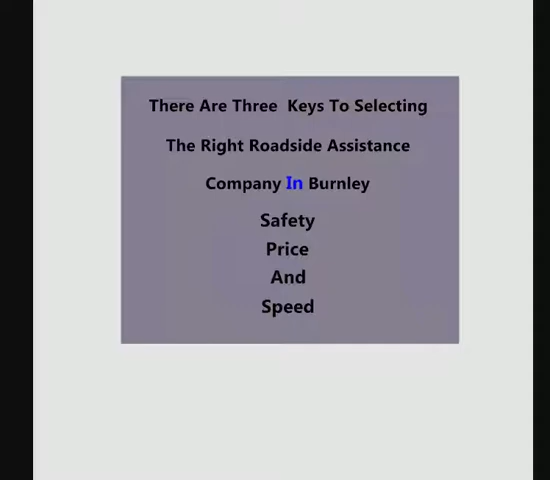 There Are Three  Keys To Selecting
The Right Roadside Assistance
Company In Burnley
Safety
Price
And
Speed